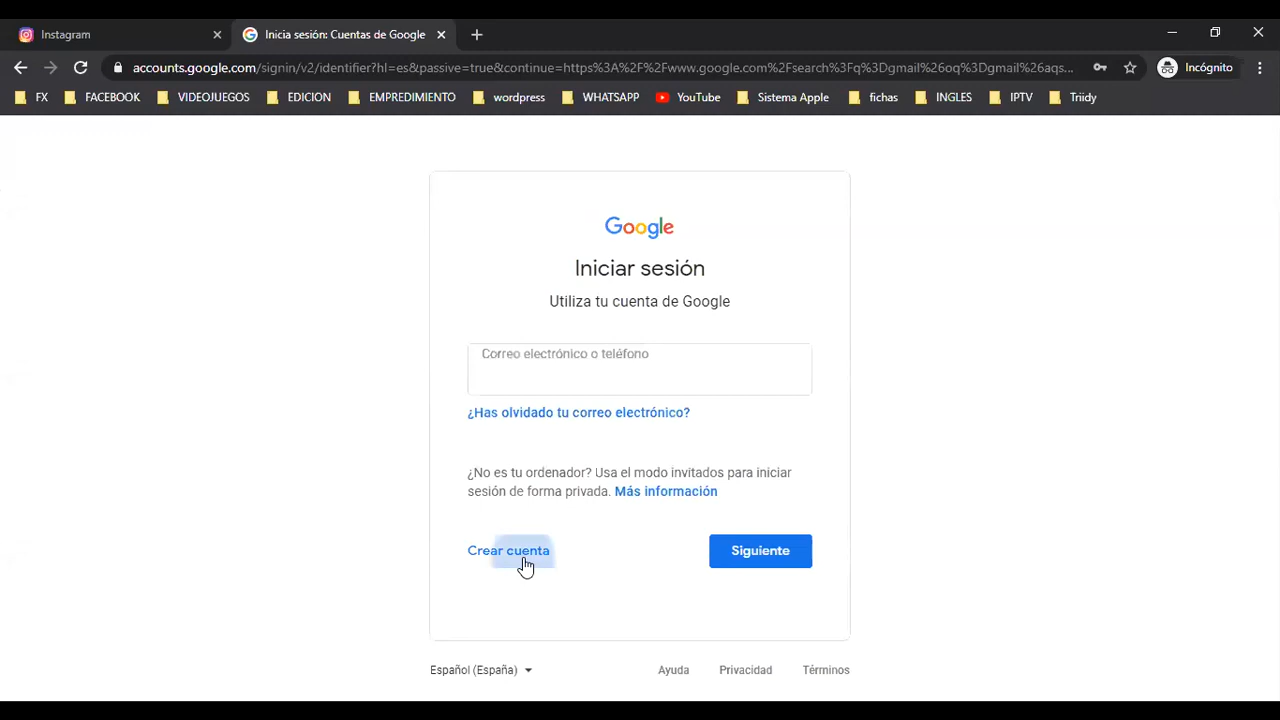 Instagram
Inicia sesión: Cuentas de Google
accounts.google.com/signin/v2/identifier?hl=es&passive=true&continue=https%3A%2F%2Fwww.google.com%2Fsearch%3Fq%3Dgmail%26oq%3Dgmail%26aqs...
Incógnito
FX FACEBOOK VIDEOJUEGOS EDICION EMPREDIMIENTO wordpress WHATSAPP YouTube Sistema Apple fichas INGLES IPTV Triidy
Google
Iniciar sesión
Utiliza tu cuenta de Google
Correo electrónico o teléfono
¿Has olvidado tu correo electrónico?
¿No es tu ordenador? Usa el modo invitados para iniciar
sesión de forma privada. Más información
Crear cuenta
Siguiente
Español (España)
Ayuda
Privacidad
Términos